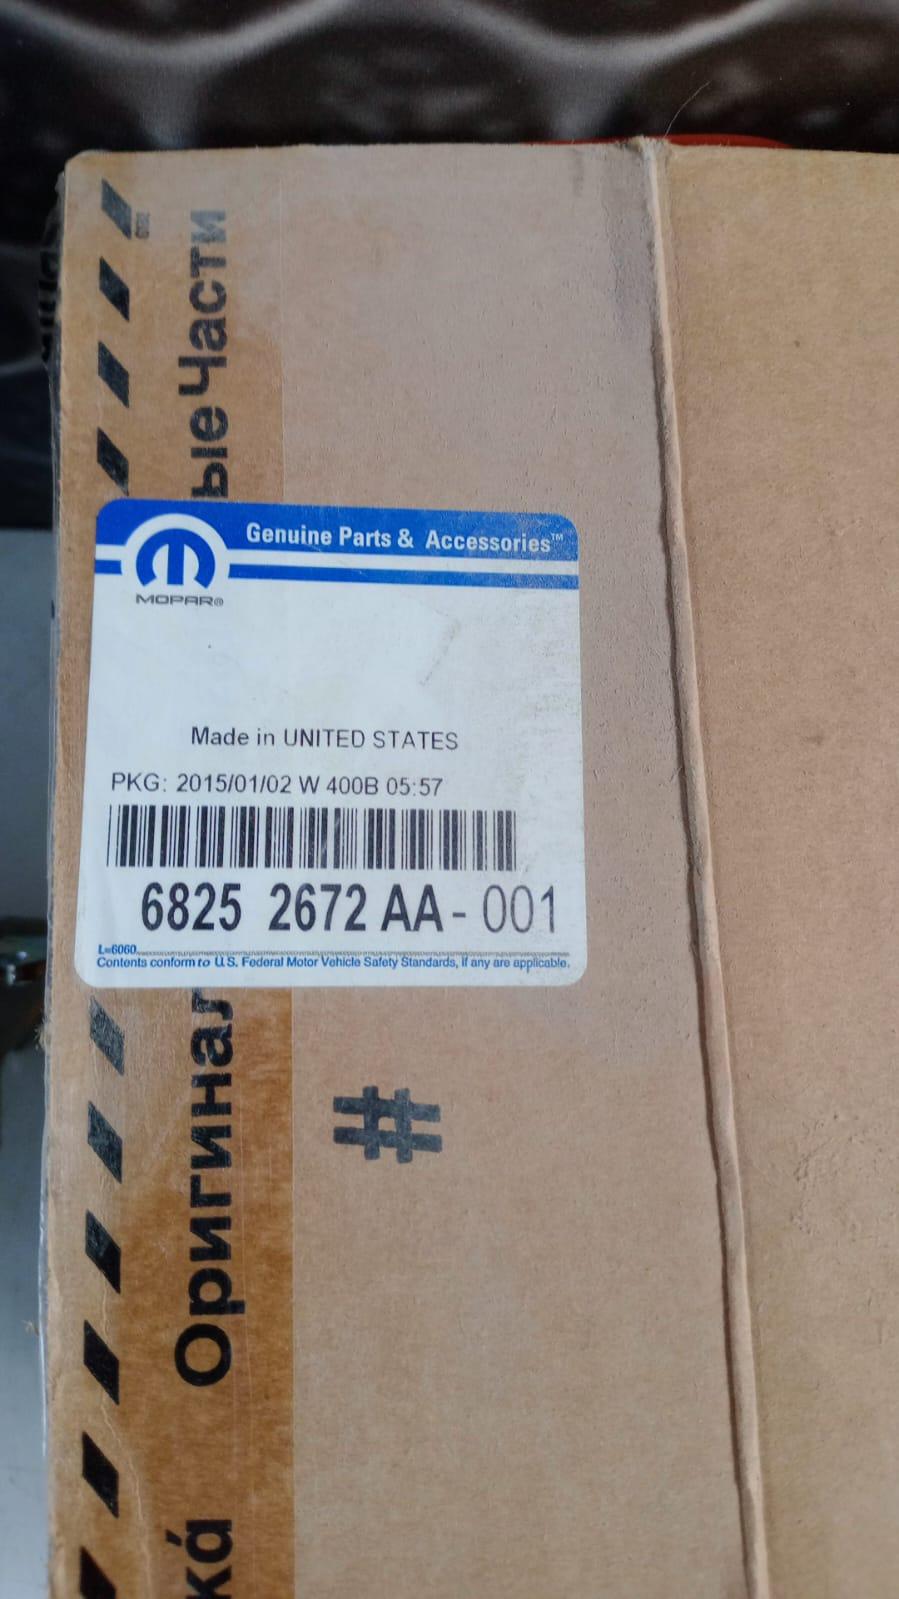 Genuine Parts & Accessories™
MOPAR®
Made in UNITED STATES
PKG: 2015/01/02 W 400B 05:57
6825 2672 AA - 001
L=6060
Contents conform to U.S. Federal Motor Vehicle Safety Standards, if any are applicable.
Оригинал
ые Части
#
κά